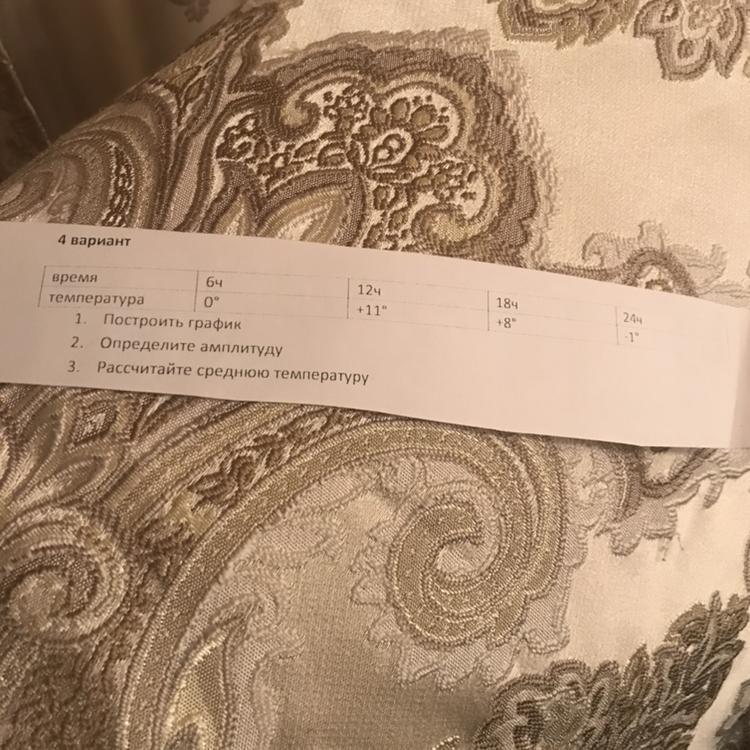 4 вариант
время 6ч 12ч 18ч 24ч
температура 0° +11° +8° -1°
1. Построить график
2. Определите амплитуду
3. Рассчитайте среднюю температуру